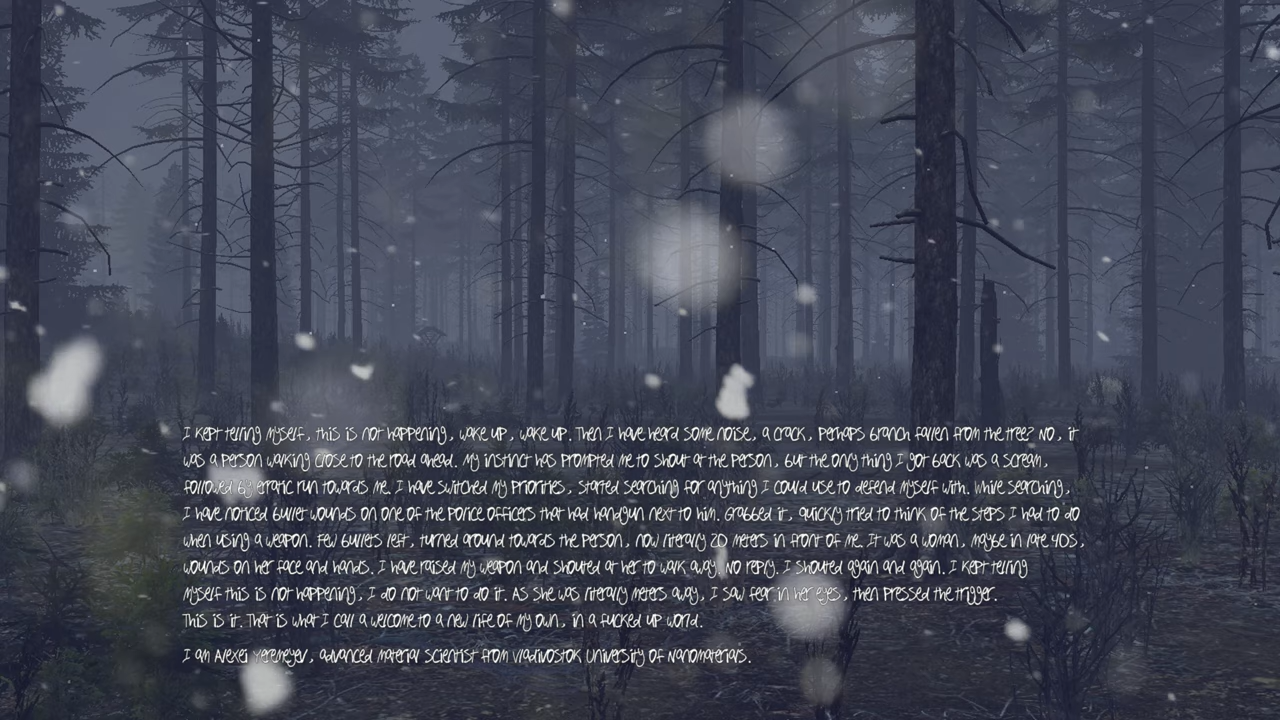 I kept telling myself, this is not happening, wake up, wake up. Then I have heard some noise, a crack, perhaps branch fallen from the tree? No, it
was a person walking close to the road ahead. My instinct has prompted me to shout at the person, but the only thing I got back was a scream,
followed by erratic run towards me. I have switched my priorities, started searching for anything I could use to defend myself with. While searching,
I have noticed bullet wounds on one of the police officers that had handgun next to him. Grabbed it, quickly tried to think of the steps I had to do
when using a weapon. Few bullets left, turned around towards the person, now literally 20 meters in front of me. It was a woman, maybe in late 40s,
wounds on her face and hands. I have raised my weapon and shouted at her to walk away. No reply. I shouted again and again. I kept telling
myself this is not happening, I do not want to do it. As she was literally meters away, I saw fear in her eyes, then pressed the trigger.
This is it. That is what I call a welcome to a new life of my own, in a fucked up world.
I am Alexei Yeremeyev, advanced material scientist from Vladivostok University of Nanomaterials.